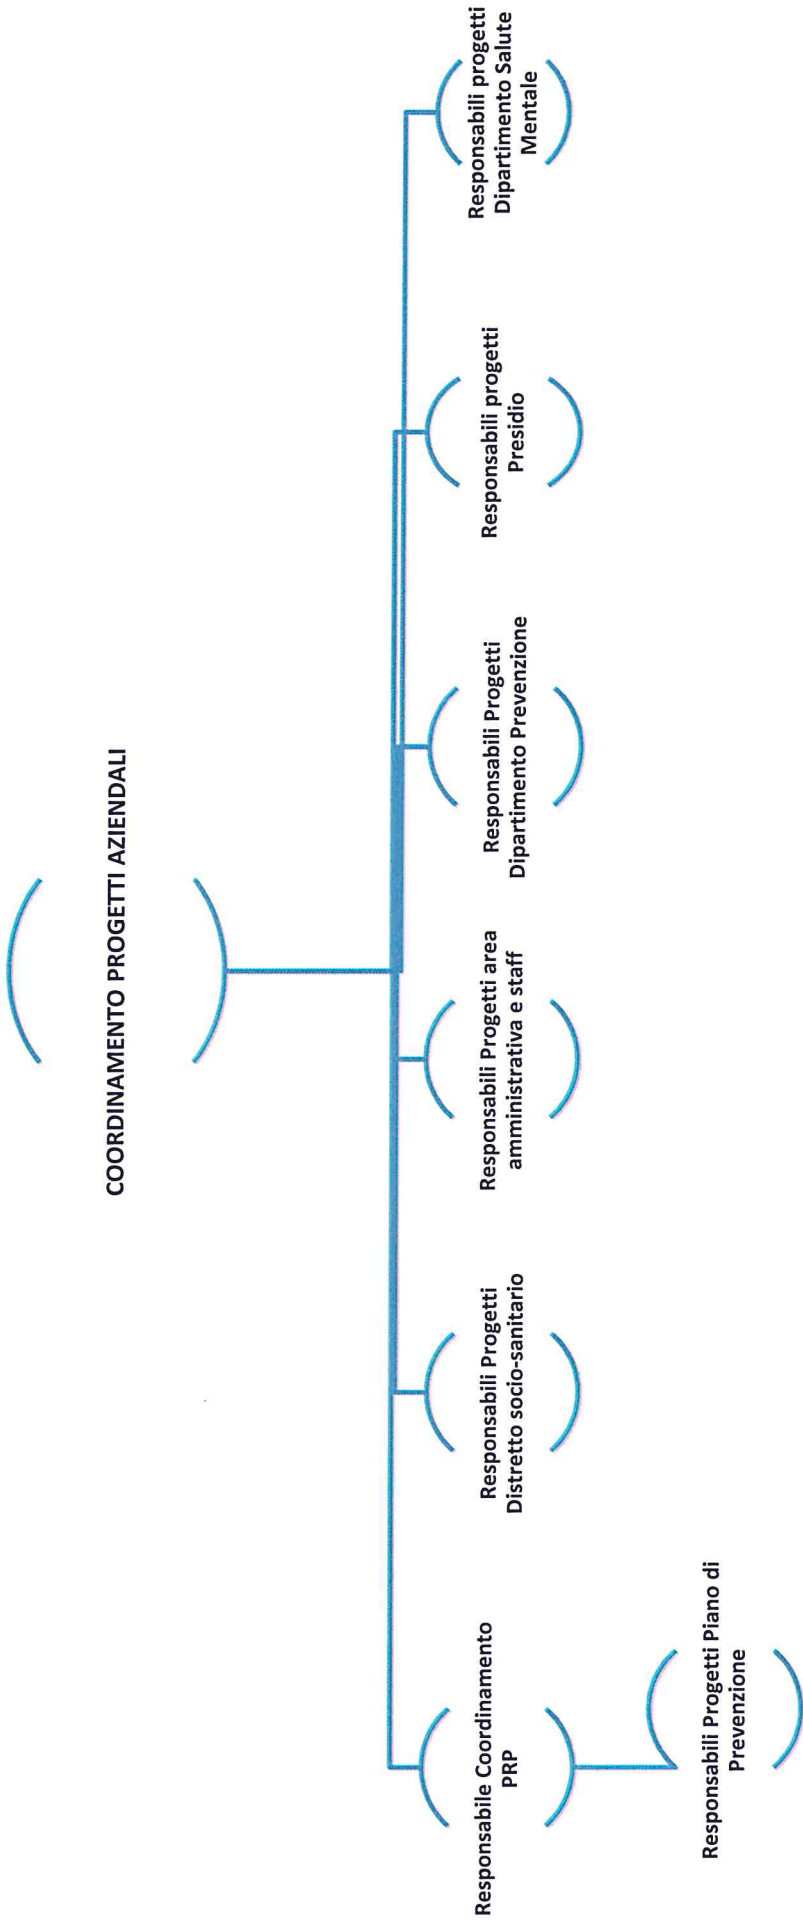 COORDINAMENTO PROGETTI AZIENDALI
Responsabile Coordinamento
PRP
Responsabili Progetti
Distretto socio-sanitario
Responsabili Progetti area
amministrativa e staff
Responsabili Progetti
Dipartimento Prevenzione
Responsabili progetti
Presidio
Responsabili progetti
Dipartimento Salute
Mentale
Responsabili Progetti Piano di
Prevenzione